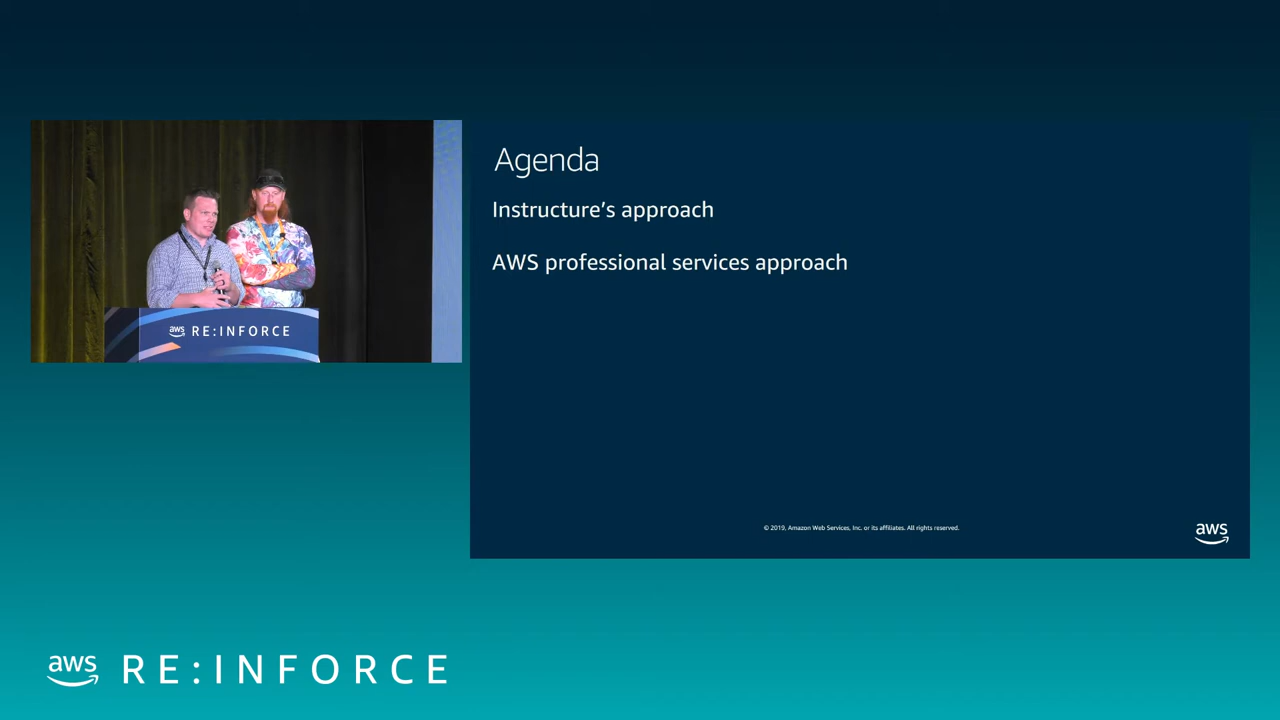 Agenda
Instructure's approach
AWS professional services approach
aws RE:INFORCE
© 2019, Amazon Web Services, Inc. or its affiliates. All rights reserved.
aws
aws RE:INFORCE